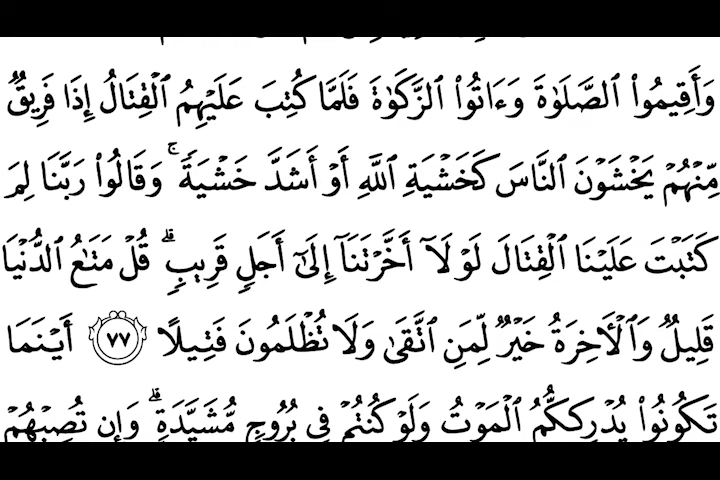 وَأَقِيمُوا۟ ٱلصَّلَوٰةَ وَءَاتُوا۟ ٱلزَّكَوٰةَ فَلَمَّا كُتِبَ عَلَيْهِمُ ٱلْقِتَالُ إِذَا فَرِيقٌ
مِّنْهُمْ يَخْشَوْنَ ٱلنَّاسَ كَخَشْيَةِ ٱللَّهِ أَوْ أَشَدَّ خَشْيَةً ۚ وَقَالُوا۟ رَبَّنَا لِمَ
كَتَبْتَ عَلَيْنَا ٱلْقِتَالَ لَوْلَآ أَخَّرْتَنَآ إِلَىٰٓ أَجَلٍ قَرِيبٍ ۗ قُلْ مَتَـٰعُ ٱلدُّنْيَا
قَلِيلٌ وَٱلْـَٔاخِرَةُ خَيْرٌ لِّمَنِ ٱتَّقَىٰ وَلَا تُظْلَمُونَ فَتِيلًا ٧٧ أَيْنَمَا
تَكُونُوا۟ يُدْرِككُّمُ ٱلْمَوْتُ وَلَوْ كُنتُمْ فِى بُرُوجٍ مُّشَيَّدَةٍ ۗ وَإِن تُصِبْهُمْ